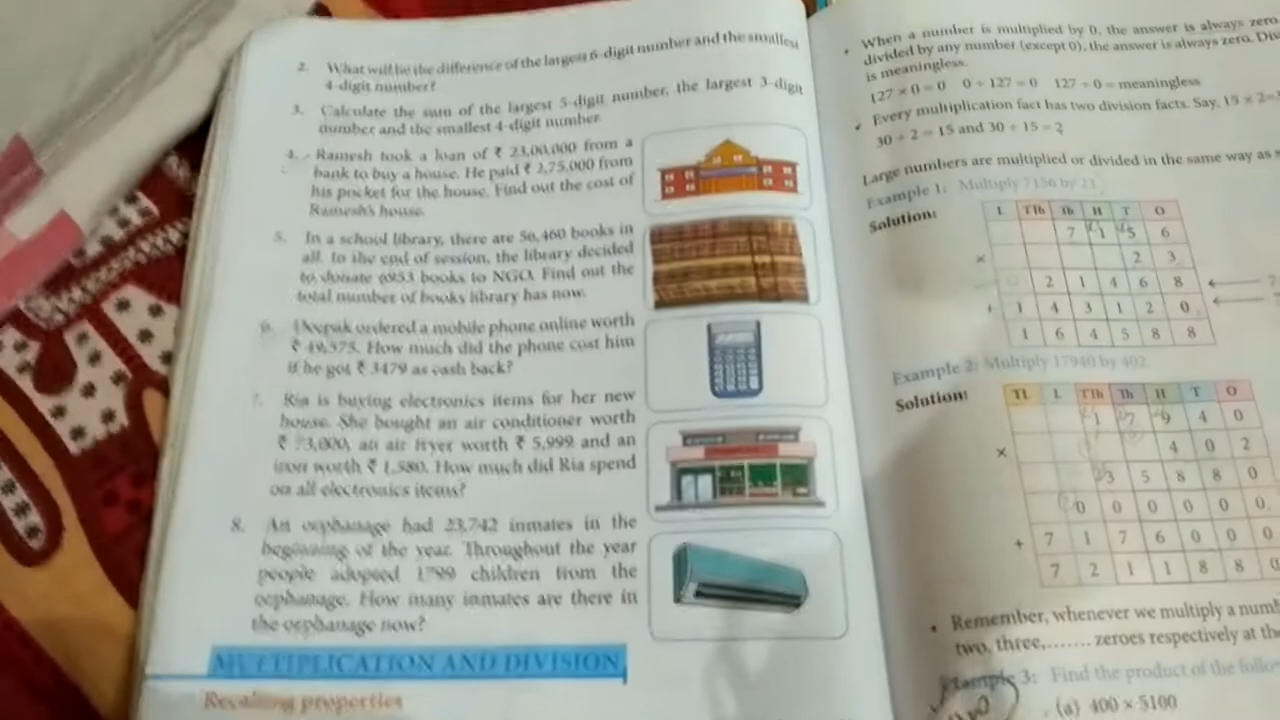 2. What will be the difference of the largest 6-digit number and the smallest
4-digit number?
3. Calculate the sum of the largest 5-digit number, the largest 3-digit
number and the smallest 4-digit number.
4. Ramesh took a loan of ₹ 23,00,000 from a
bank to buy a house. He paid ₹ 2,75,000 from
his pocket for the house. Find out the cost of
Ramesh's house.
5. In a school library, there are 56,460 books in
all. In the end of session, the library decided
to donate 6953 books to NGO. Find out the
total number of books library has now.
6. Deepak ordered a mobile phone online worth
₹ 49,375. How much did the phone cost him
if he got ₹ 3479 as cash back?
7. Ria is buying electronics items for her new
house. She bought an air conditioner worth
₹ 73,000, an air fryer worth ₹ 5,999 and an
iron worth ₹ 1,580. How much did Ria spend
on all electronics items?
8. An orphanage had 23,742 inmates in the
beginning of the year. Throughout the year
people adopted 1799 children from the
orphanage. How many inmates are there in
the orphanage now?
MULTIPLICATION AND DIVISION
Recalling properties
• When a number is multiplied by 0, the answer is always zero
divided by any number (except 0), the answer is always zero.
is meaningless.
127 × 0 = 0 0 ÷ 127 = 0 127 ÷ 0 = meaningless
• Every multiplication fact has two division facts. Say, 15 × 2 =
30 ÷ 2 = 15 and 30 ÷ 15 = 2
Large numbers are multiplied or divided in the same way as
Example 1: Multiply 7156 by 23.
Solution:
L TTh Th H T O
7 1 5 6
× 2 3
2 1 4 6 8
+ 1 4 3 1 2 0
1 6 4 5 8 8
Example 2: Multiply 17940 by 402.
Solution:
TL L TTh Th H T O
1 7 9 4 0
× 4 0 2
3 5 8 8 0
0 0 0 0 0 0
+ 7 1 7 6 0 0 0
7 2 1 1 8 8 0
• Remember, whenever we multiply a
two, three,....... zeroes respectively at
Example 3: Find the product of the
(a) 400 × 5100